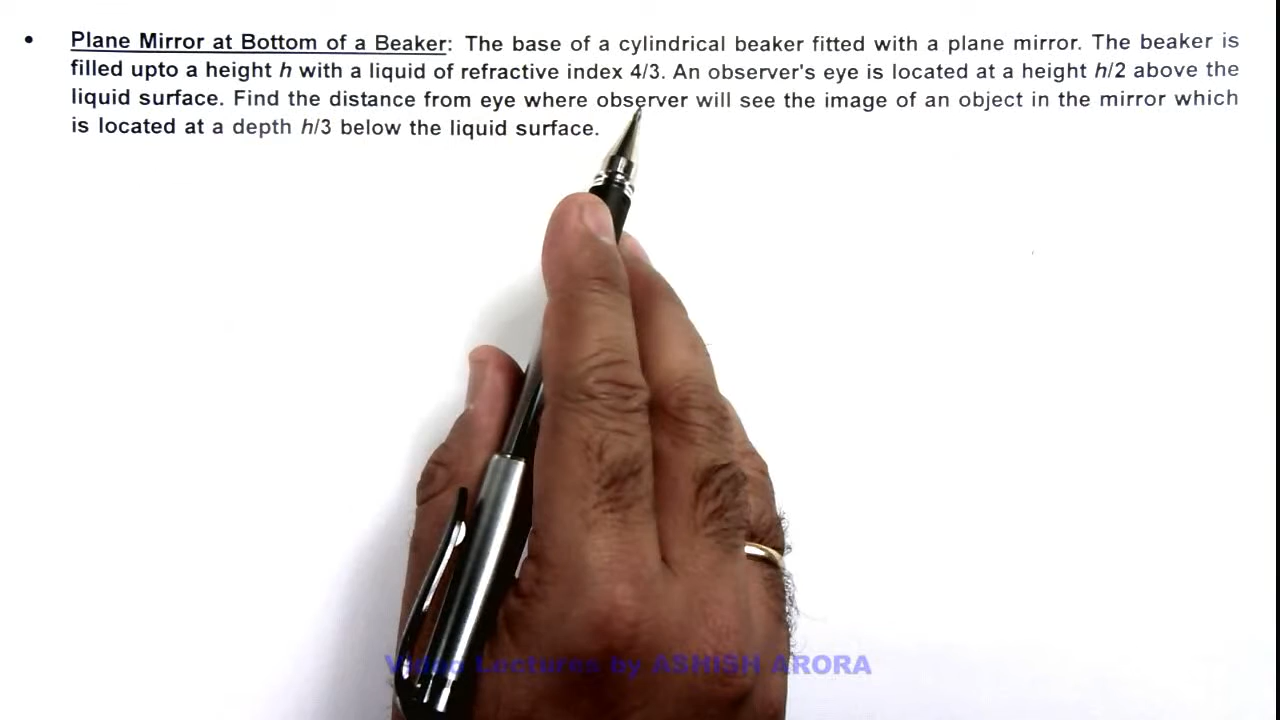 • Plane Mirror at Bottom of a Beaker: The base of a cylindrical beaker fitted with a plane mirror. The beaker is
filled upto a height h with a liquid of refractive index 4/3. An observer's eye is located at a height h/2 above the
liquid surface. Find the distance from eye where observer will see the image of an object in the mirror which
is located at a depth h/3 below the liquid surface.
Video Lectures by ASHISH ARORA